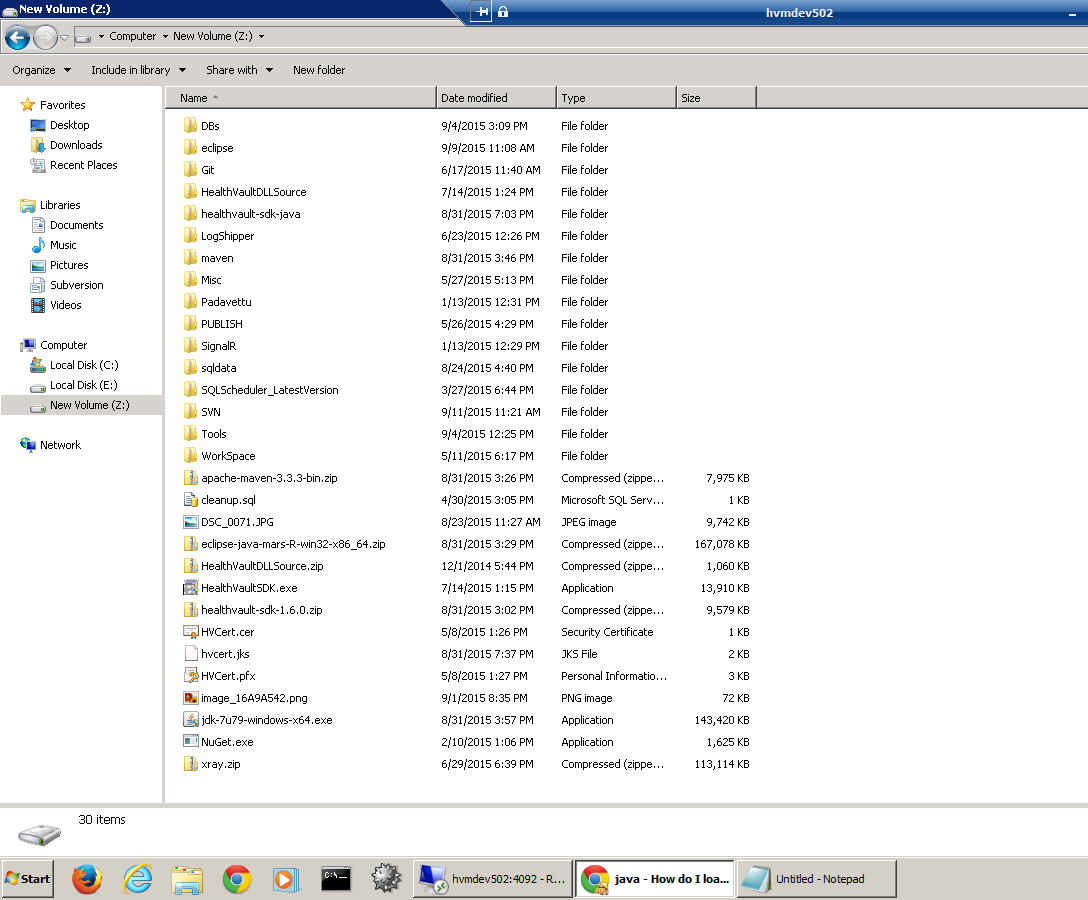 New Volume (Z:)
hvmdev502
Computer New Volume (Z:)
Organize Include in library Share with New folder
Favorites
Desktop
Downloads
Recent Places
Libraries
Documents
Music
Pictures
Subversion
Videos
Computer
Local Disk (C:)
Local Disk (E:)
New Volume (Z:)
Network
Name Date modified Type Size
DBs 9/4/2015 3:09 PM File folder
eclipse 9/9/2015 11:08 AM File folder
Git 6/17/2015 11:40 AM File folder
HealthVaultDLLSource 7/14/2015 1:24 PM File folder
healthvault-sdk-java 8/31/2015 7:03 PM File folder
LogShipper 6/23/2015 12:26 PM File folder
maven 8/31/2015 3:46 PM File folder
Misc 5/27/2015 5:13 PM File folder
Padavettu 1/13/2015 12:31 PM File folder
PUBLISH 5/26/2015 4:29 PM File folder
SignalR 1/13/2015 12:29 PM File folder
sqldata 8/24/2015 4:40 PM File folder
SQLScheduler_LatestVersion 3/27/2015 6:44 PM File folder
SVN 9/11/2015 11:21 AM File folder
Tools 9/4/2015 12:25 PM File folder
WorkSpace 5/11/2015 6:17 PM File folder
apache-maven-3.3.3-bin.zip 8/31/2015 3:26 PM Compressed (zippe... 7,975 KB
cleanup.sql 4/30/2015 3:05 PM Microsoft SQL Serv... 1 KB
DSC_0071.JPG 8/23/2015 11:27 AM JPEG image 9,742 KB
eclipse-java-mars-R-win32-x86_64.zip 8/31/2015 3:29 PM Compressed (zippe... 167,078 KB
HealthVaultDLLSource.zip 12/1/2014 5:44 PM Compressed (zippe... 1,060 KB
HealthVaultSDK.exe 7/14/2015 1:15 PM Application 13,910 KB
healthvault-sdk-1.6.0.zip 8/31/2015 3:02 PM Compressed (zippe... 9,579 KB
HVCert.cer 5/8/2015 1:26 PM Security Certificate 1 KB
hvcert.jks 8/31/2015 7:37 PM JKS File 2 KB
HVCert.pfx 5/8/2015 1:27 PM Personal Informatio... 3 KB
image_16A9A542.png 9/1/2015 8:35 PM PNG image 72 KB
jdk-7u79-windows-x64.exe 8/31/2015 3:57 PM Application 143,420 KB
NuGet.exe 2/10/2015 1:06 PM Application 1,625 KB
xray.zip 6/29/2015 6:39 PM Compressed (zippe... 113,114 KB
30 items
Start hvmdev502:4092 - R... java - How do I loa... Untitled - Notepad